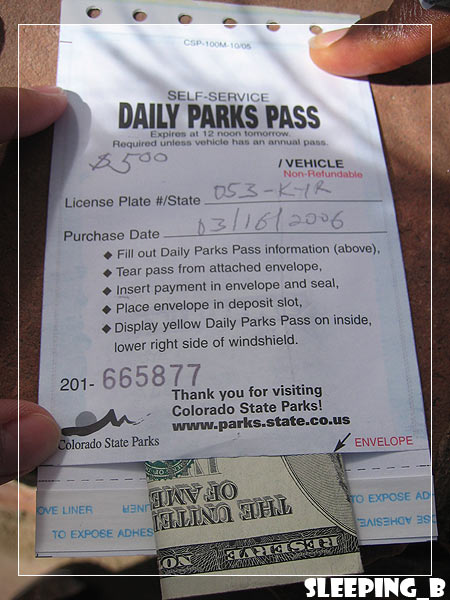 CSP-100M-10/05
SELF-SERVICE
DAILY PARKS PASS
Expires at 12 noon tomorrow.
Required unless vehicle has an annual pass.
$500 /VEHICLE
Non-Refundable
License Plate #/State 053-KIR
Purchase Date 03/16/2006
◆ Fill out Daily Parks Pass information (above),
◆ Tear pass from attached envelope,
◆ Insert payment in envelope and seal,
◆ Place envelope in deposit slot,
◆ Display yellow Daily Parks Pass on inside,
lower right side of windshield.
201- 665877
Thank you for visiting
Colorado State Parks!
www.parks.state.co.us
Colorado State Parks
ENVELOPE
OVE LINER
TO EXPOSE ADHES
TO EXPOSE
THE UNITED
OF AME
RESERVE
NO
SLEEPING_B